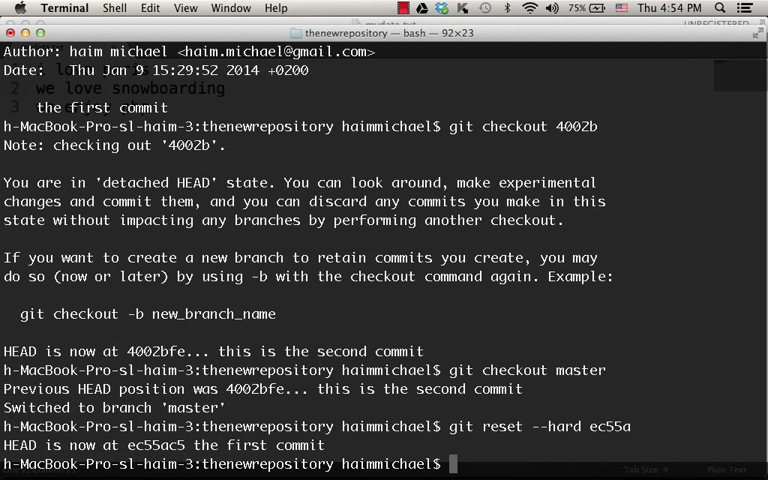 Terminal Shell Edit View Window Help 75% Thu 4:54 PM
thenewrepository — bash — 92×23
UNREGISTERED
Author: haim michael <haim.michael@gmail.com>
Date:   Thu Jan 9 15:29:52 2014 +0200
2 we love snowboarding
3
    the first commit
h-MacBook-Pro-sl-haim-3:thenewrepository haimmichael$ git checkout 4002b
Note: checking out '4002b'.
You are in 'detached HEAD' state. You can look around, make experimental
changes and commit them, and you can discard any commits you make in this
state without impacting any branches by performing another checkout.
If you want to create a new branch to retain commits you create, you may
do so (now or later) by using -b with the checkout command again. Example:
  git checkout -b new_branch_name
HEAD is now at 4002bfe... this is the second commit
h-MacBook-Pro-sl-haim-3:thenewrepository haimmichael$ git checkout master
Previous HEAD position was 4002bfe... this is the second commit
Switched to branch 'master'
h-MacBook-Pro-sl-haim-3:thenewrepository haimmichael$ git reset --hard ec55a
HEAD is now at ec55ac5 the first commit
h-MacBook-Pro-sl-haim-3:thenewrepository haimmichael$
Tab Size: 4 Plain Text